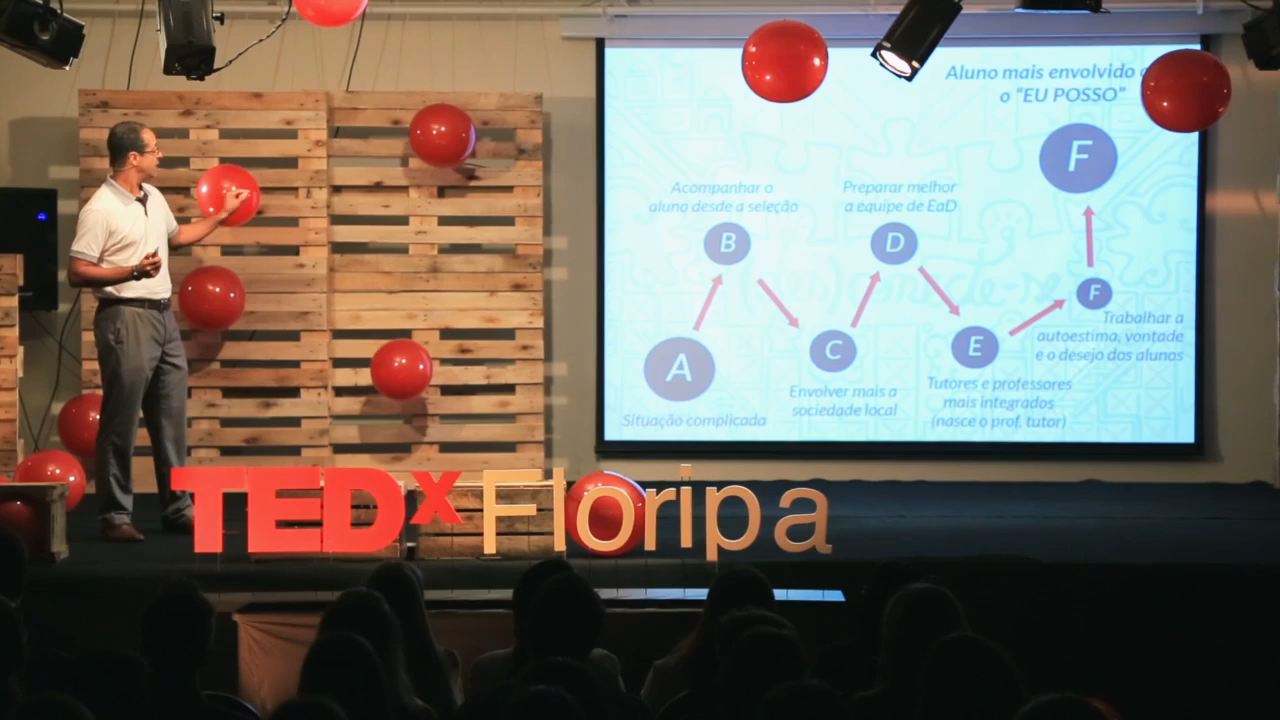 Aluno mais envolvido
o "EU POSSO"
F
Acompanhar o
aluno desde a seleção
B
Preparar melhor
a equipe de EaD
D
F
Trabalhar a
autoestima, vontade
e o desejo dos alunos
A
Situação complicada
C
Envolver mais a
sociedade local
E
Tutores e professores
mais integrados
(nasce o prof. tutor)
TEDxFloripa